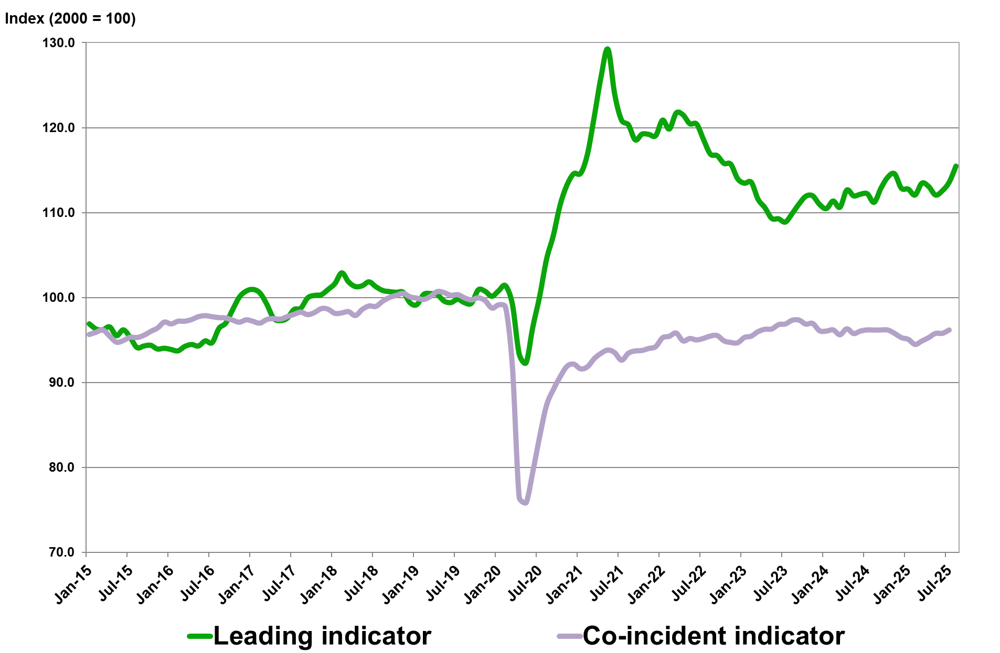 Index (2000 = 100)
130.0
120.0
110.0
100.0
90.0
80.0
70.0
Jan-15
Jul-15
Jan-16
Jul-16
Jan-17
Jul-17
Jan-18
Jul-18
Jan-19
Jul-19
Jan-20
Jul-20
Jan-21
Jul-21
Jan-22
Jul-22
Jan-23
Jul-23
Jan-24
Jul-24
Jan-25
Jul-25
Leading indicator
Co-incident indicator